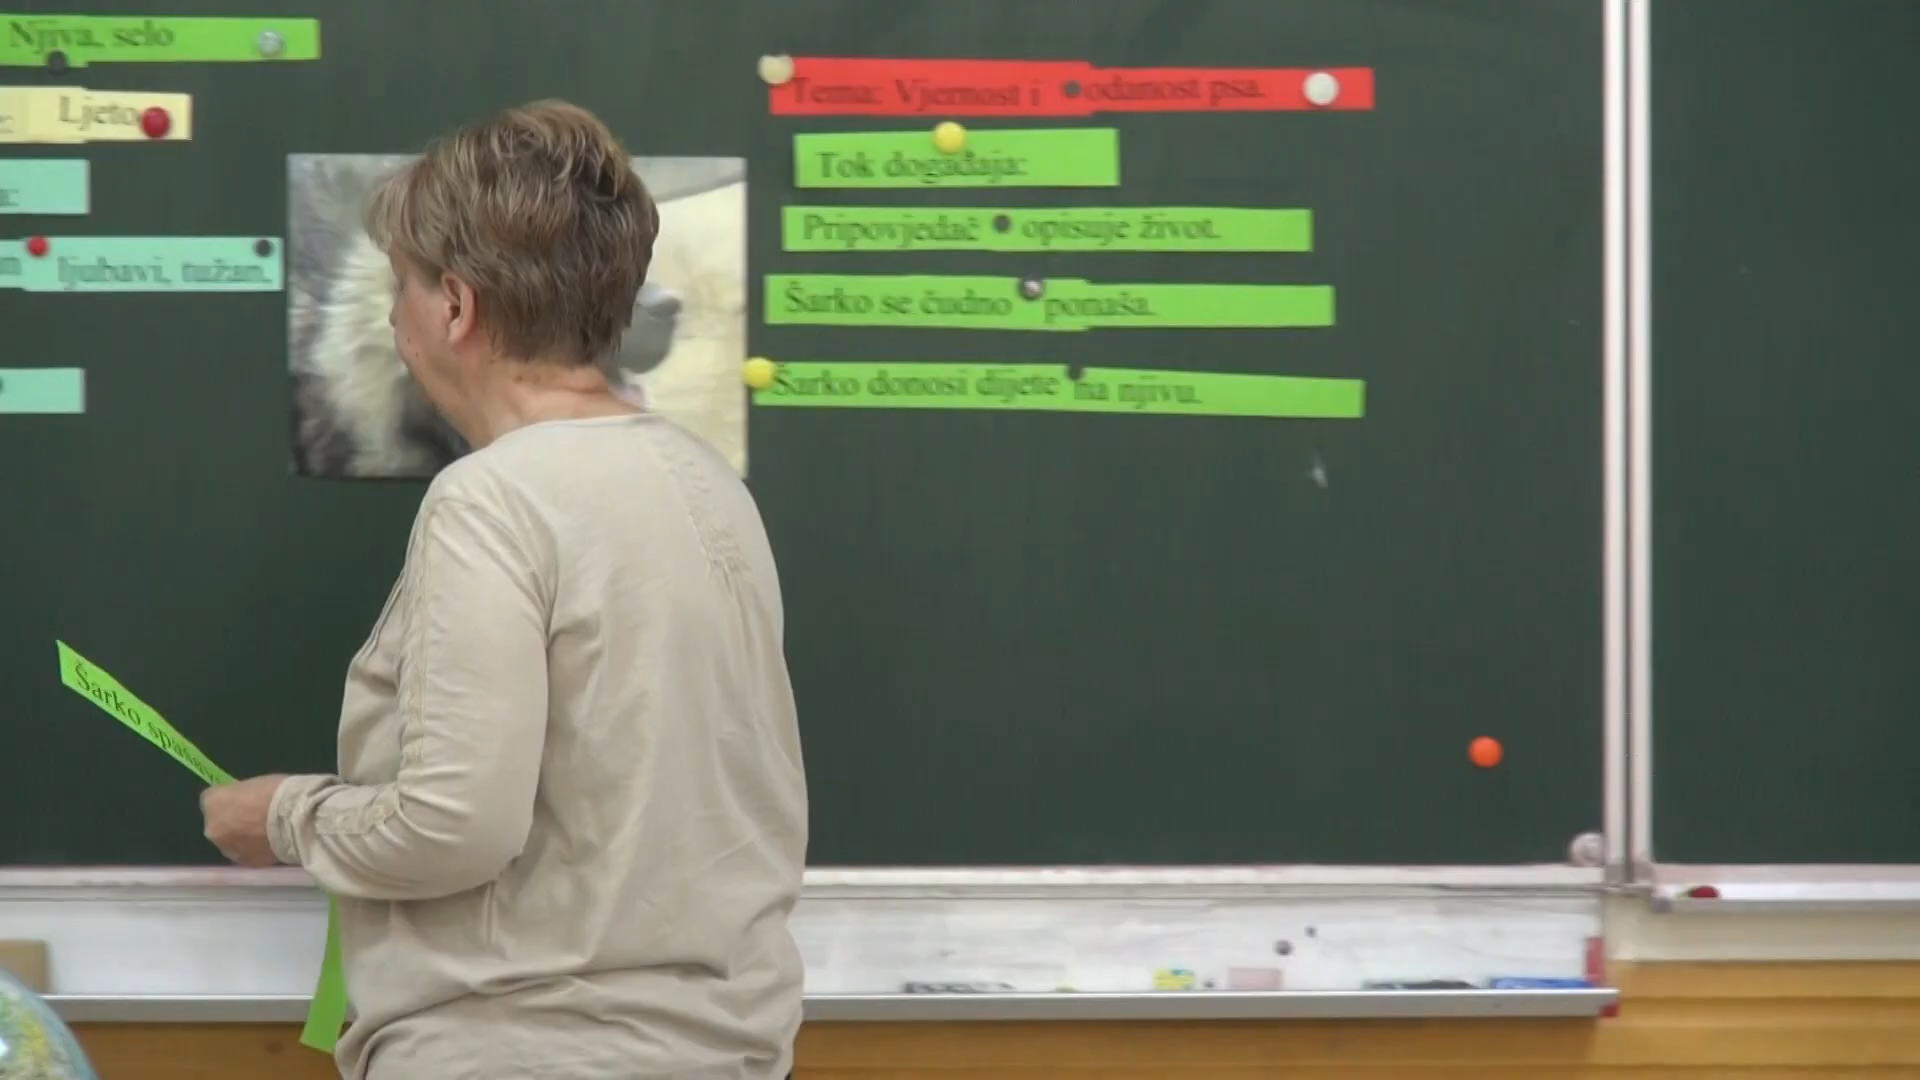 Njiva, selo
Ljeto
ljubavi, tužan.
Tema: Vjernost i odanost psa.
Tok događaja:
Pripovjedač opisuje život.
Šarko se čudno ponaša.
Šarko donosi dijete na njivu.
Šarko